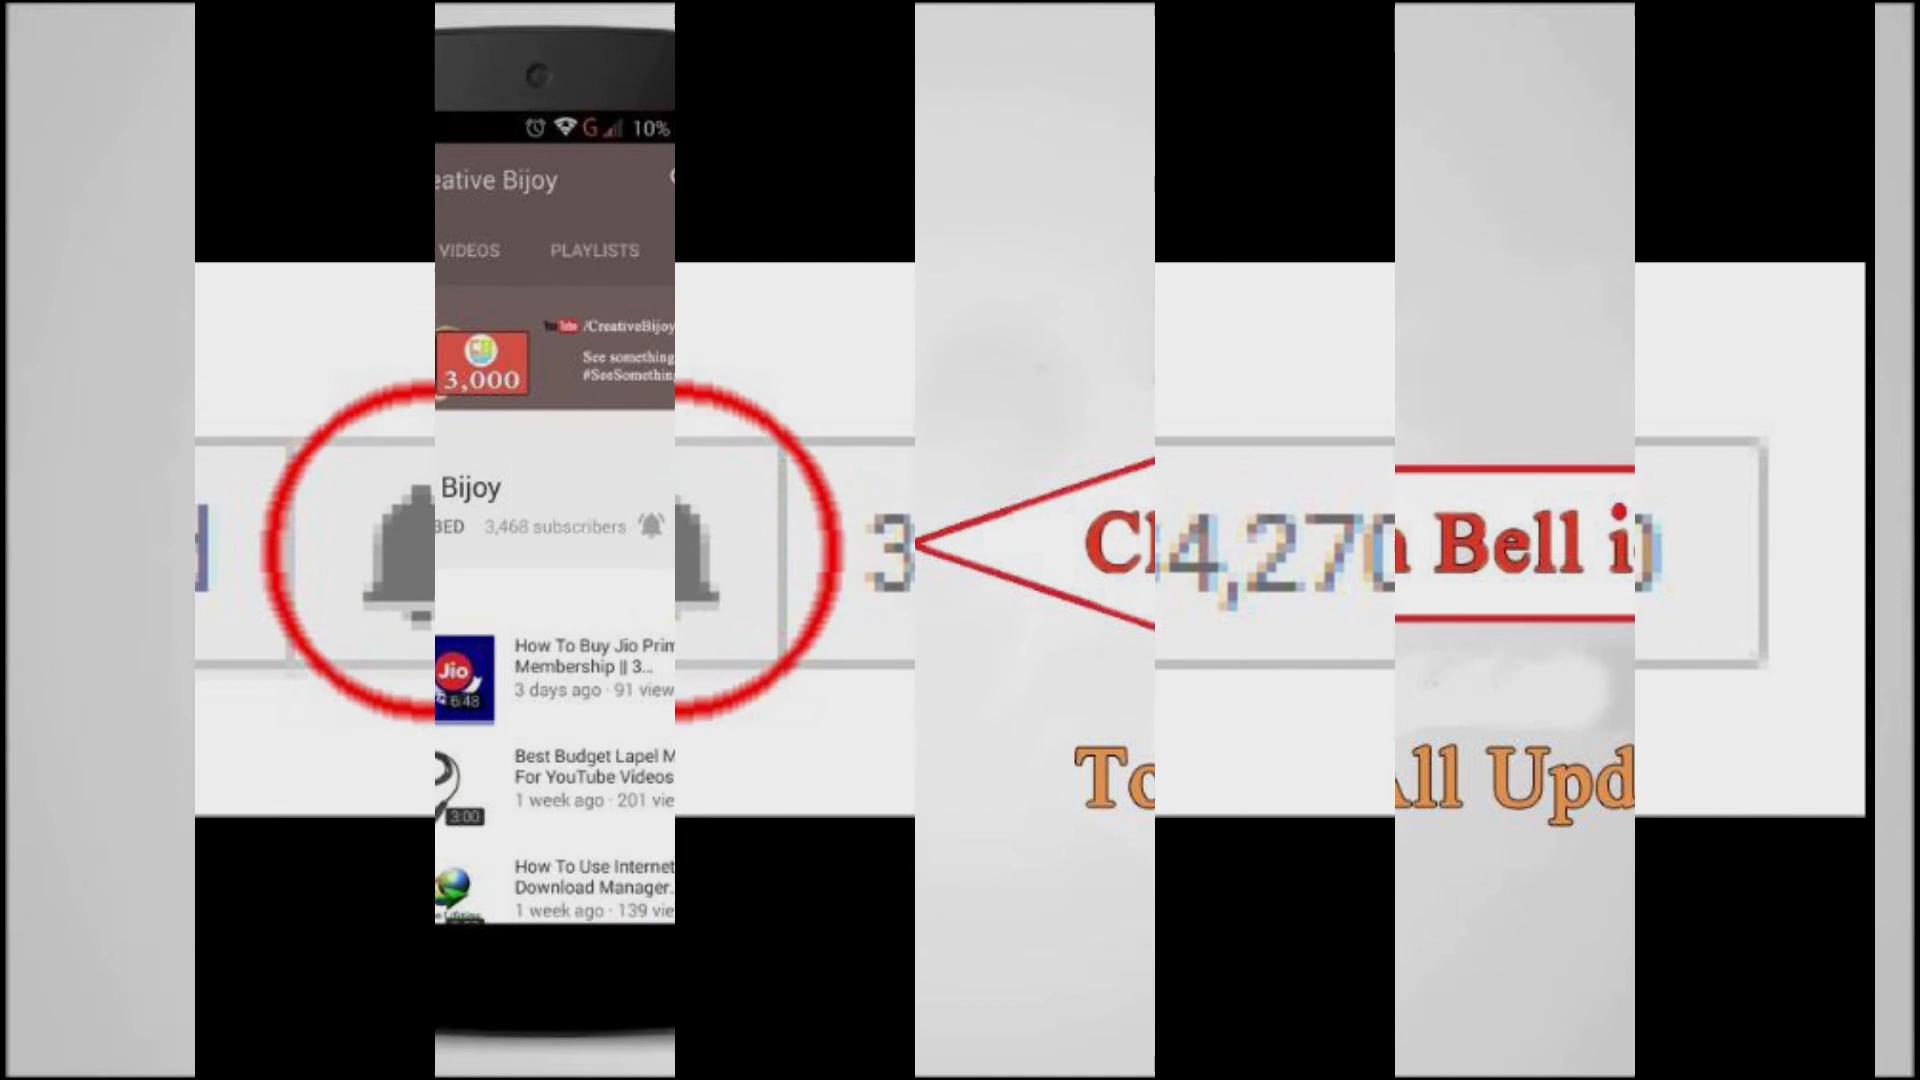 G 10%
eative Bijoy
VIDEOS PLAYLISTS
YouTube /CreativeBijoy
See something
#SeeSomethin
3,000
Bijoy
BED 3,468 subscribers
3 4,270
Bell
How To Buy Jio Prim
Membership || 3...
3 days ago · 91 view
Jio
6:48
To All Upd
Best Budget Lapel M
For YouTube Videos
1 week ago · 201 vie
3:00
How To Use Internet
Download Manager..
1 week ago · 139 vie